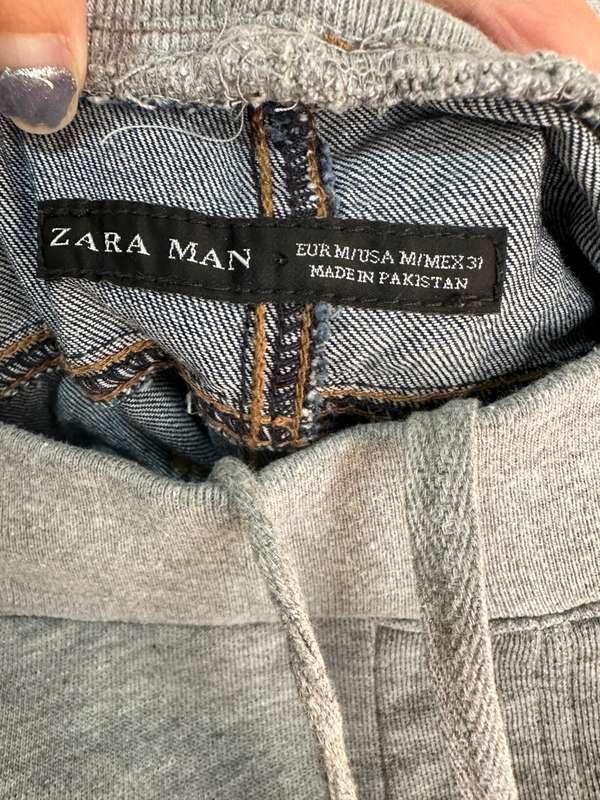 ZARA MAN
EUR M/USA M/MEX 31
MADE IN PAKISTAN